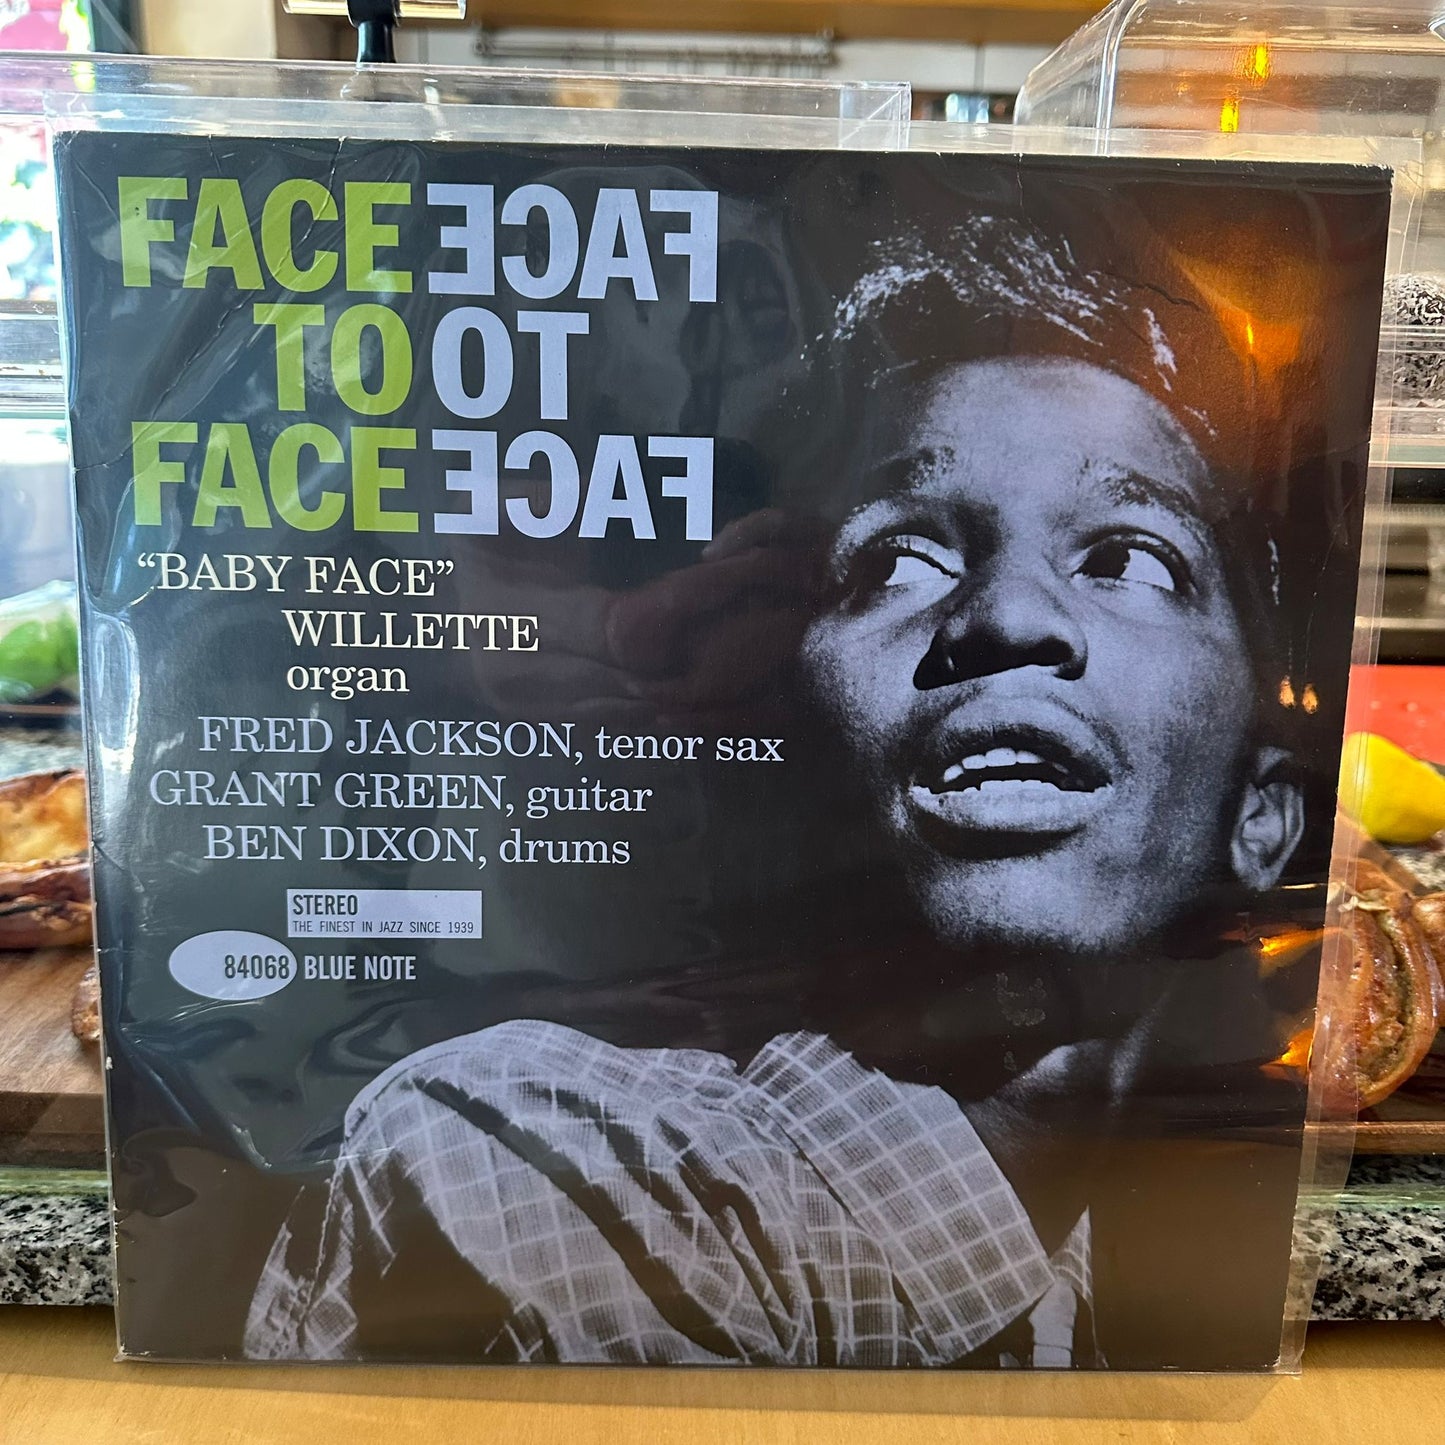 FACE FACE
TO TO
FACE FACE
“BABY FACE”
WILLETTE
organ
FRED JACKSON, tenor sax
GRANT GREEN, guitar
BEN DIXON, drums
STEREO
THE FINEST IN JAZZ SINCE 1939
84068 BLUE NOTE